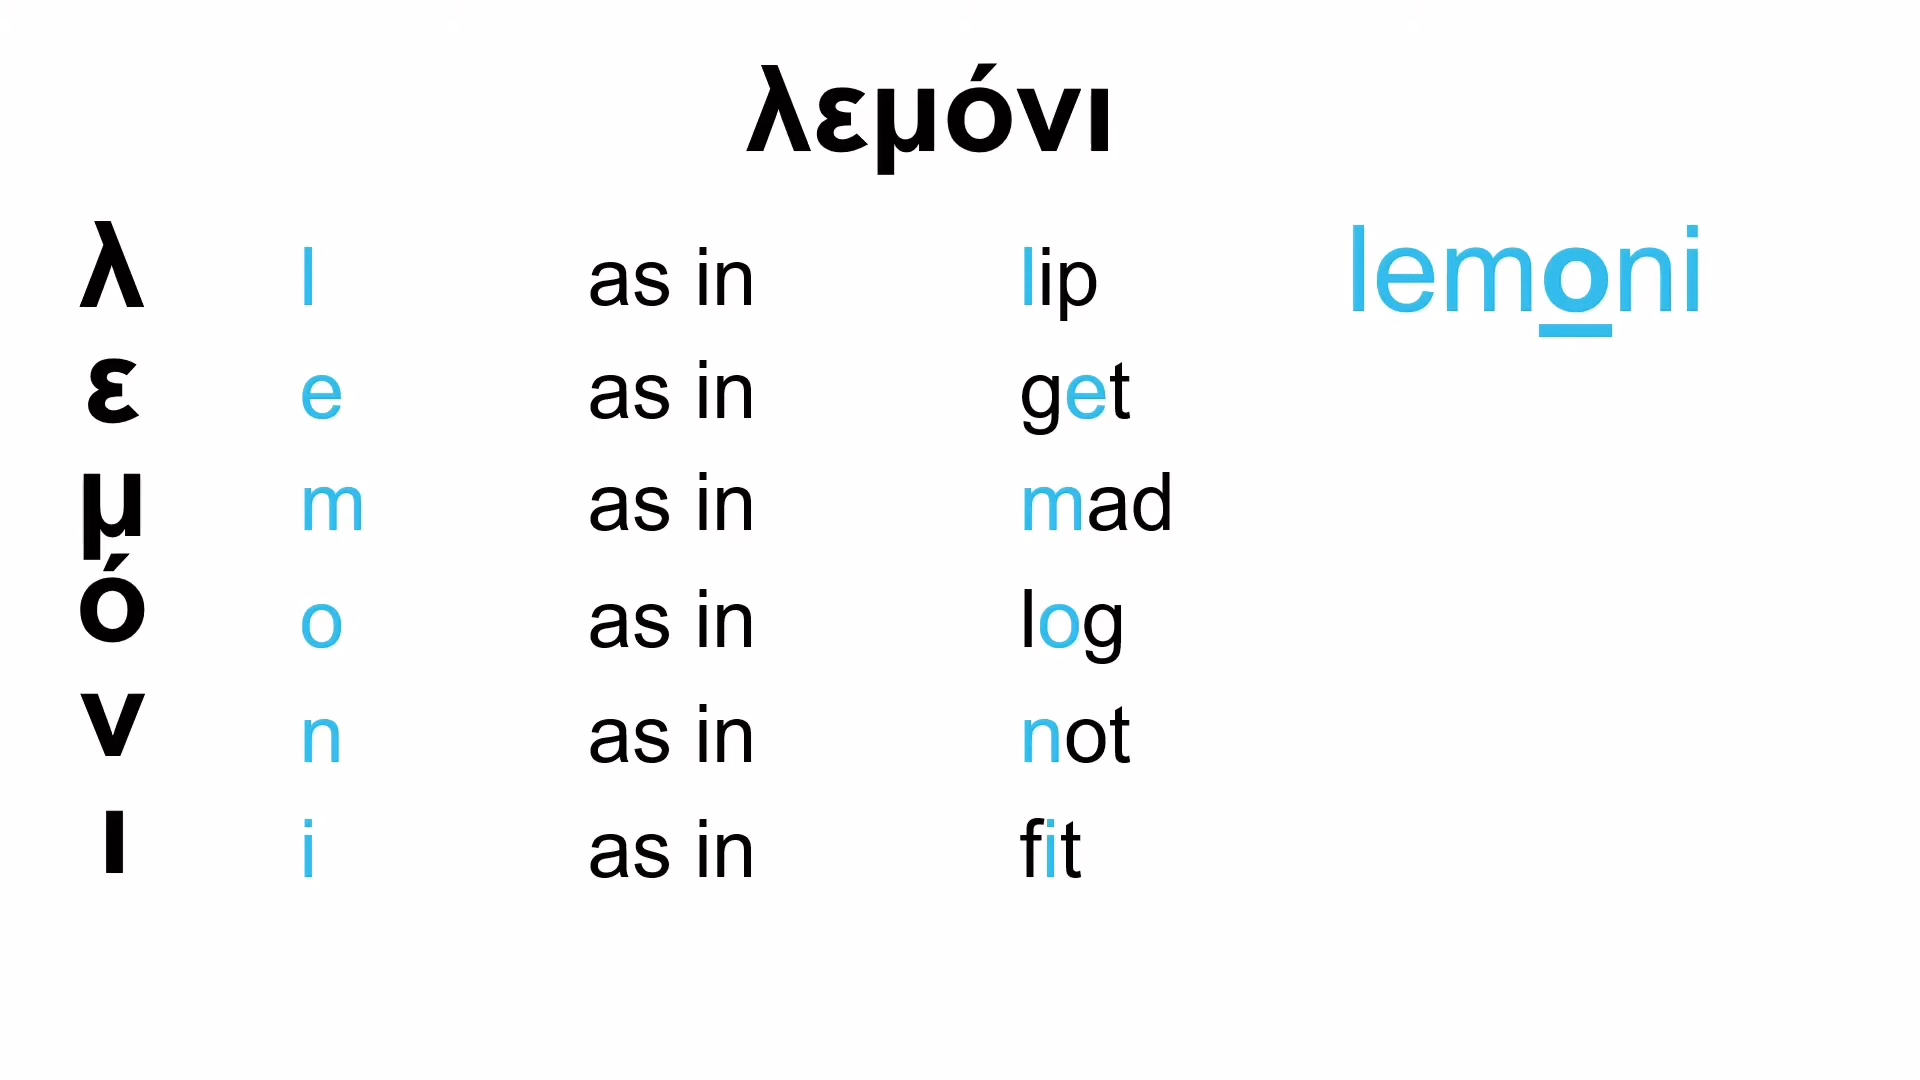 λεμόνι
λ l as in lip lemoni
ε e as in get
μ m as in mad
ό o as in log
ν n as in not
ι i as in fit